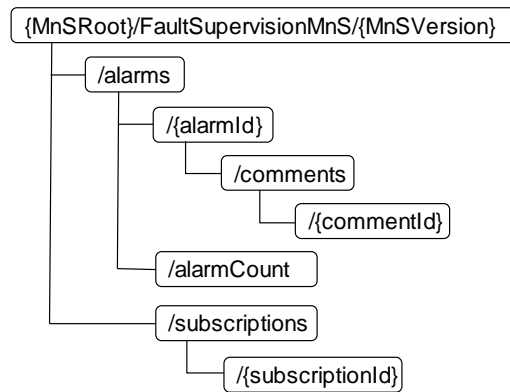 {MnSRoot}/FaultSupervisionMnS/{MnSVersion}
/alarms
/{alarmId}
/comments
/{commentId}
/alarmCount
/subscriptions
/{subscriptionId}